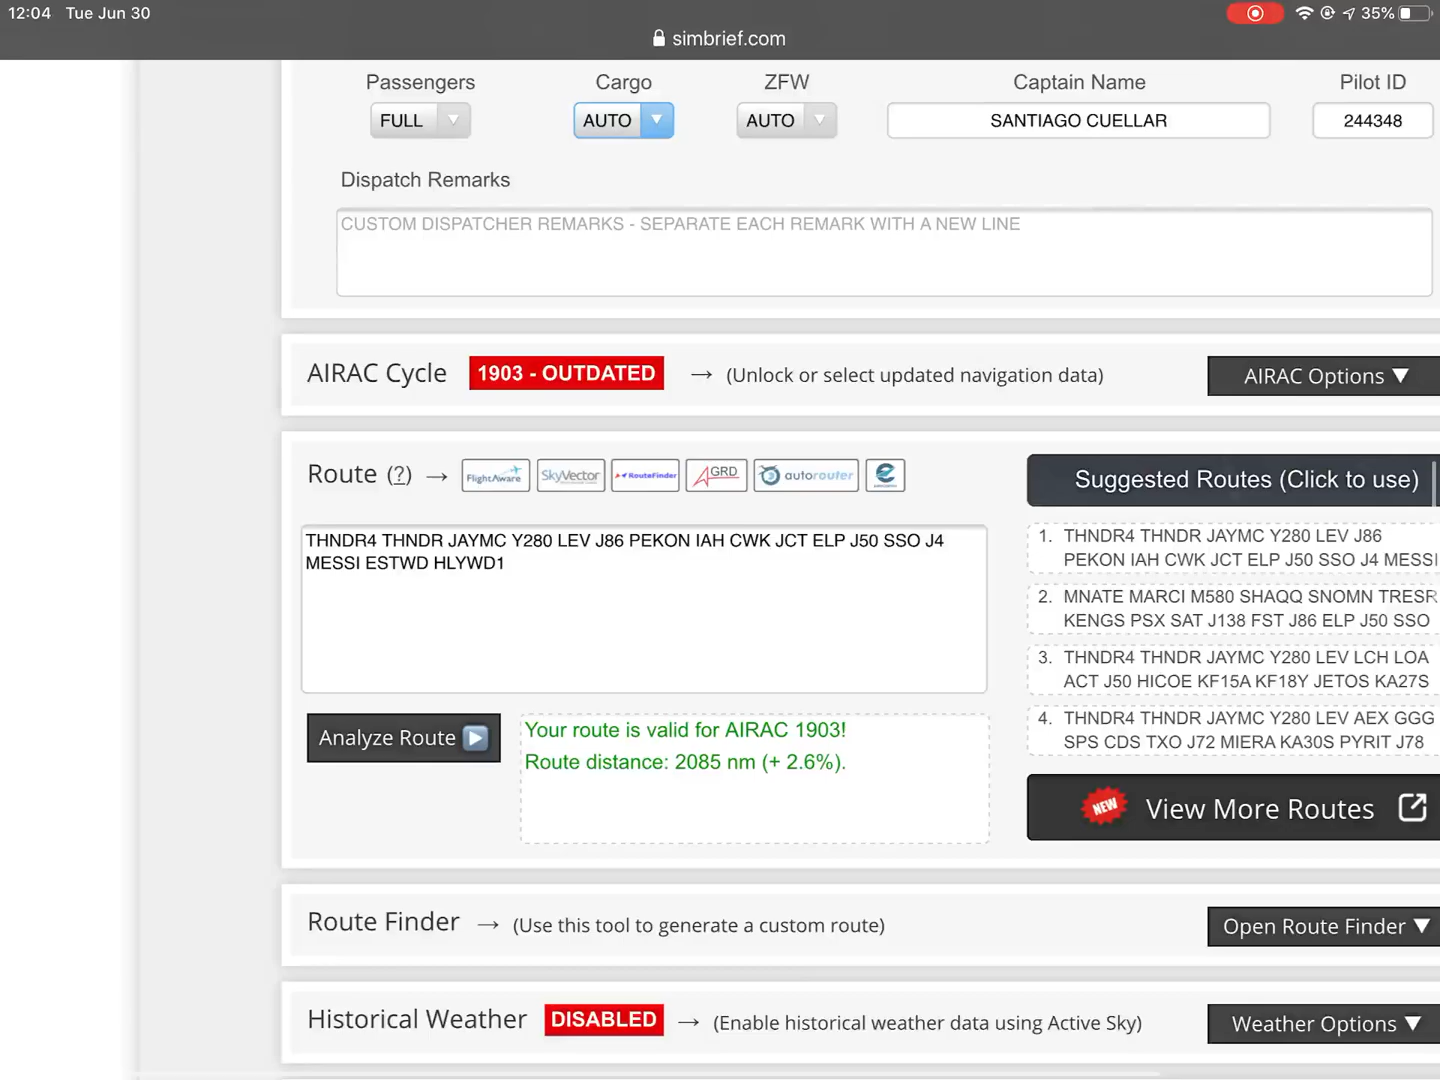 12:04 Tue Jun 30
35%
simbrief.com
Passengers Cargo ZFW Captain Name Pilot ID
FULL AUTO AUTO SANTIAGO CUELLAR 244348
Dispatch Remarks
CUSTOM DISPATCHER REMARKS - SEPARATE EACH REMARK WITH A NEW LINE
AIRAC Cycle 1903 - OUTDATED → (Unlock or select updated navigation data) AIRAC Options ▼
Route (?) → FlightAware SkyVector RouteFinder GRD autorouter
THNDR4 THNDR JAYMC Y280 LEV J86 PEKON IAH CWK JCT ELP J50 SSO J4
MESSI ESTWD HLYWD1
Analyze Route
Your route is valid for AIRAC 1903!
Route distance: 2085 nm (+ 2.6%).
Suggested Routes (Click to use)
1. THNDR4 THNDR JAYMC Y280 LEV J86
PEKON IAH CWK JCT ELP J50 SSO J4 MESSI
2. MNATE MARCI M580 SHAQQ SNOMN TRESR
KENGS PSX SAT J138 FST J86 ELP J50 SSO
3. THNDR4 THNDR JAYMC Y280 LEV LCH LOA
ACT J50 HICOE KF15A KF18Y JETOS KA27S
4. THNDR4 THNDR JAYMC Y280 LEV AEX GGG
SPS CDS TXO J72 MIERA KA30S PYRIT J78
NEW View More Routes
Route Finder → (Use this tool to generate a custom route) Open Route Finder ▼
Historical Weather DISABLED → (Enable historical weather data using Active Sky) Weather Options ▼